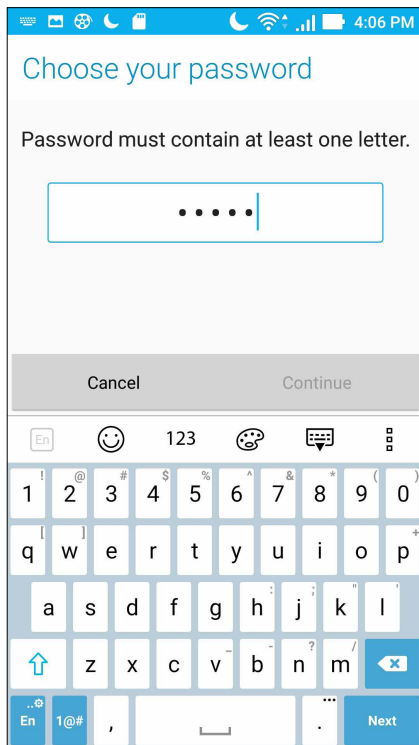 4:06 PM
Choose your password
Password must contain at least one letter.
•••••
Cancel Continue
En 123
! @ # $ % ^ & * ( )
1 2 3 4 5 6 7 8 9 0
[ ] +
q w e r t y u i o p
: ; " '
a s d f g h j k l
_ - ? /
z x c v b n m
En 1@# , . Next